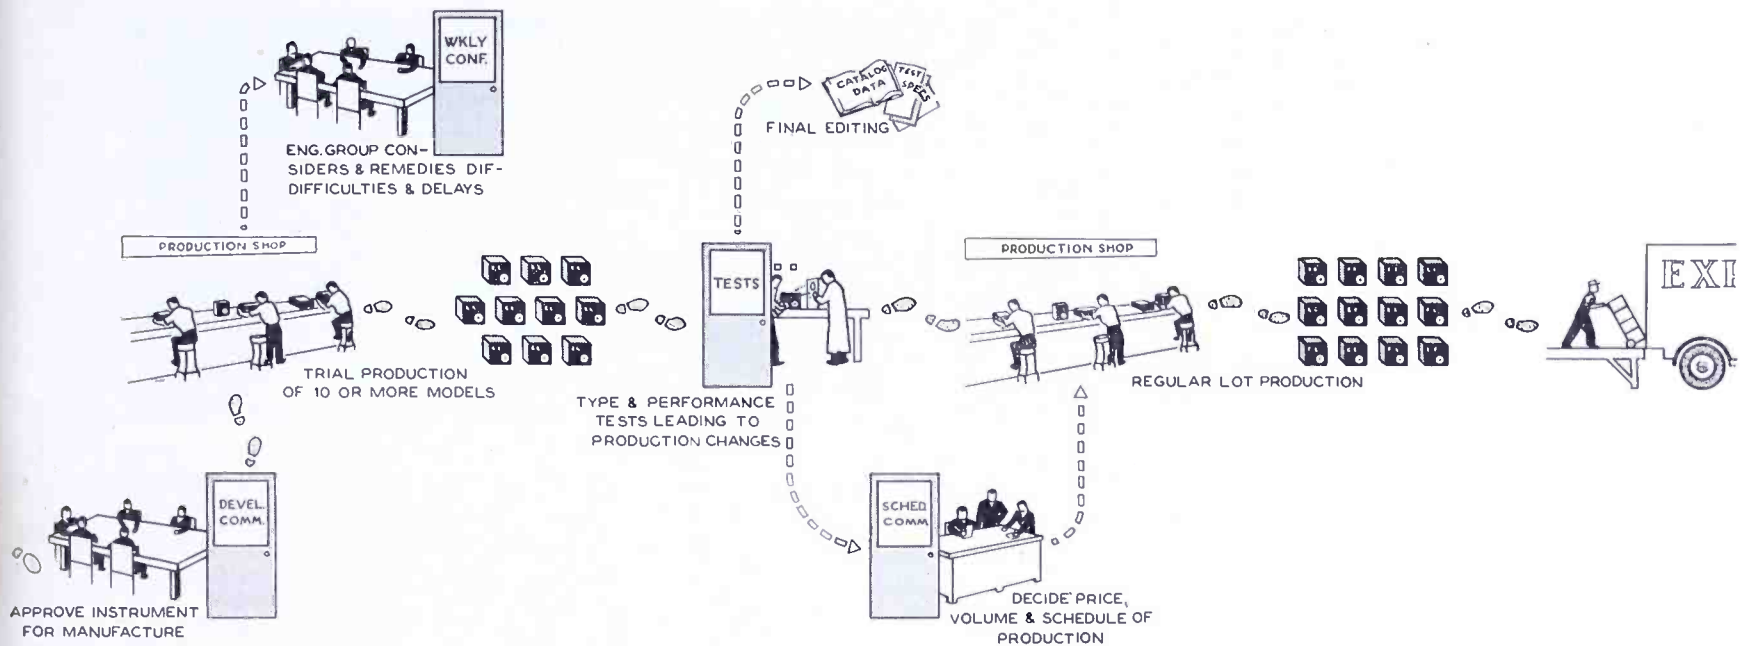 WKLY
CONF.
ENG. GROUP CON-
SIDERS & REMEDIES DIF-
DIFFICULTIES & DELAYS
CATALOG
DATA
TEST
SPECS
FINAL EDITING
PRODUCTION SHOP
TRIAL PRODUCTION
OF 10 OR MORE MODELS
TESTS
TYPE & PERFORMANCE
TESTS LEADING TO
PRODUCTION CHANGES
PRODUCTION SHOP
REGULAR LOT PRODUCTION
EXP
DEVEL.
COMM.
APPROVE INSTRUMENT
FOR MANUFACTURE
SCHED.
COMM
DECIDE PRICE,
VOLUME & SCHEDULE OF
PRODUCTION